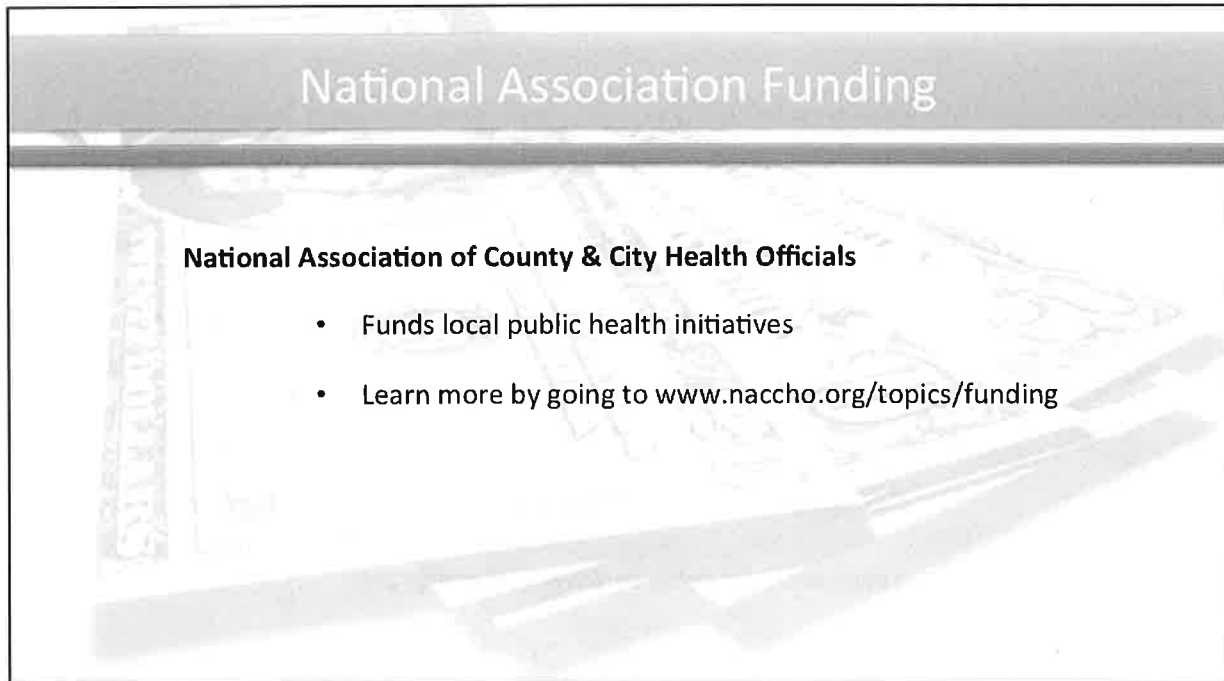 National Association Funding
National Association of County & City Health Officials
• Funds local public health initiatives
• Learn more by going to www.naccho.org/topics/funding